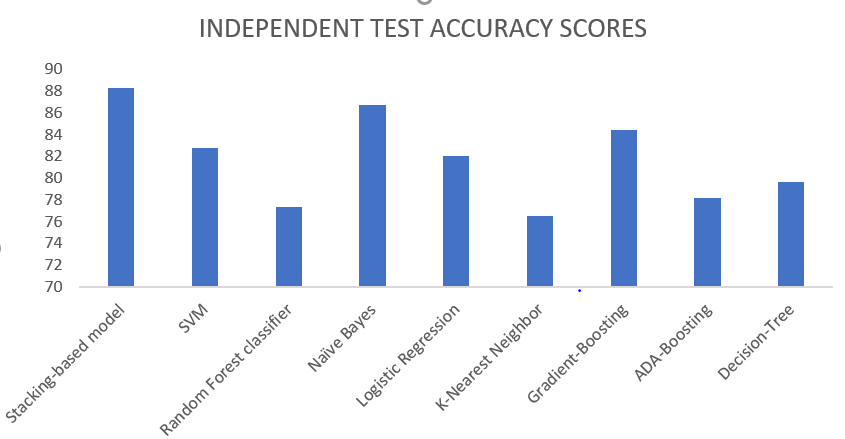 INDEPENDENT TEST ACCURACY SCORES
90
88
86
84
82
80
78
76
74
72
70
Stacking-based model
SVM
Random Forest classifier
Naïve Bayes
Logistic Regression
K-Nearest Neighbor
Gradient-Boosting
ADA-Boosting
Decision-Tree